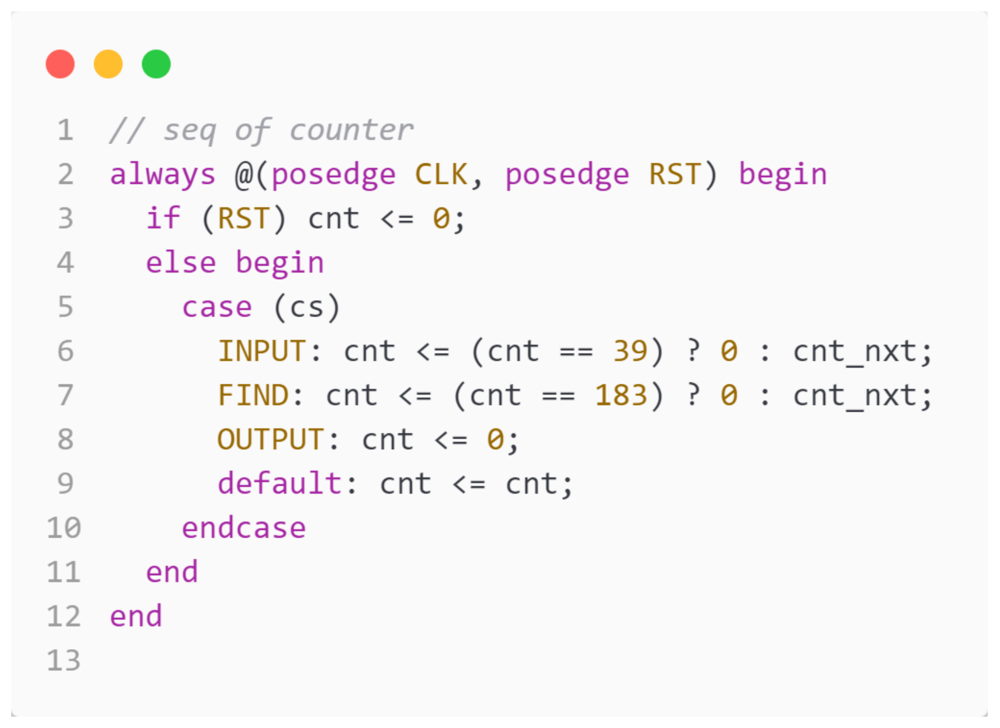 1 // seq of counter
2 always @(posedge CLK, posedge RST) begin
3   if (RST) cnt <= 0;
4   else begin
5     case (cs)
6       INPUT: cnt <= (cnt == 39) ? 0 : cnt_nxt;
7       FIND: cnt <= (cnt == 183) ? 0 : cnt_nxt;
8       OUTPUT: cnt <= 0;
9       default: cnt <= cnt;
10     endcase
11   end
12 end
13